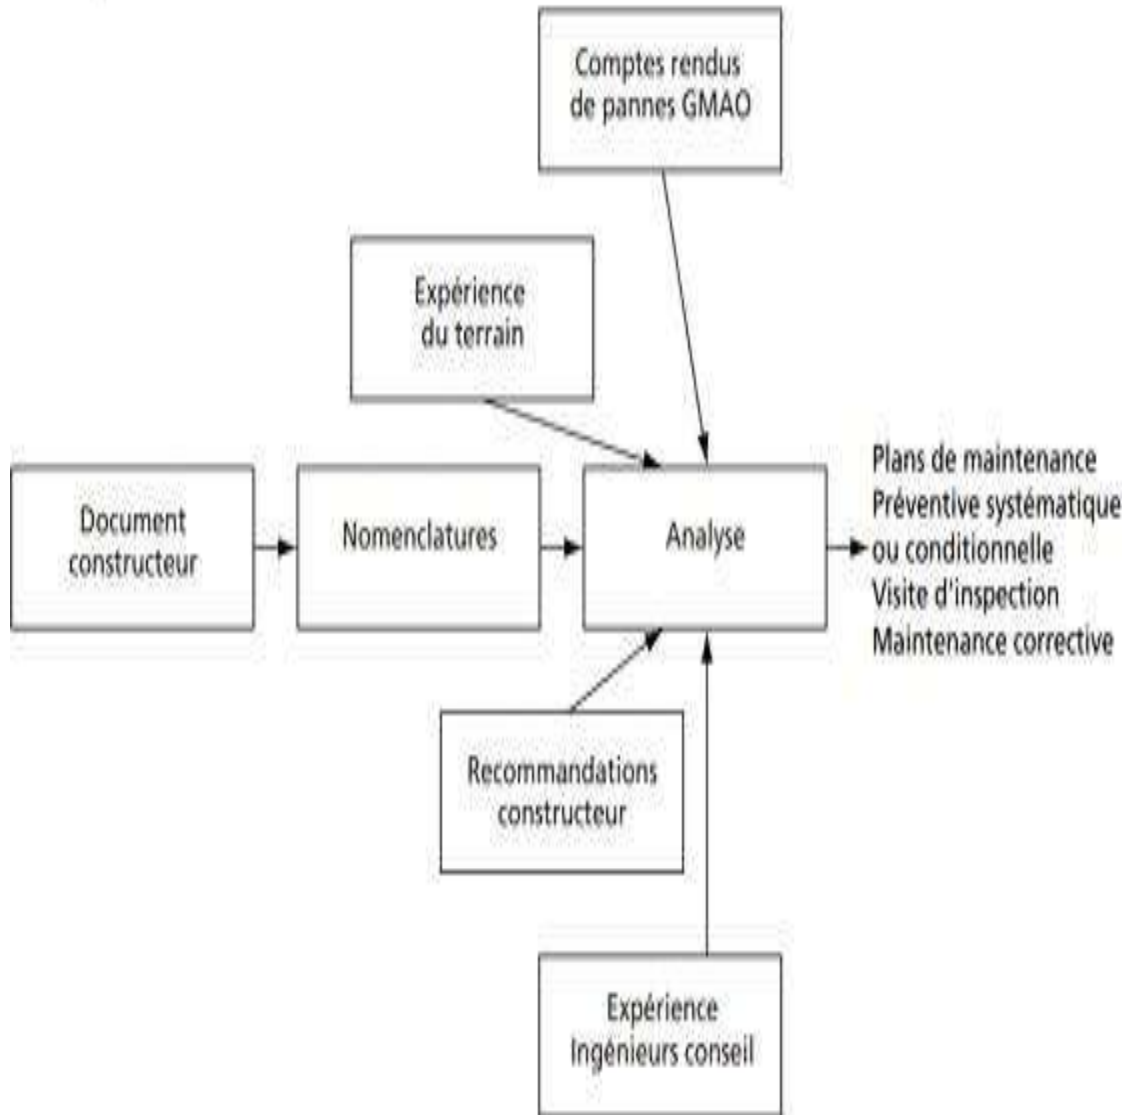 Comptes rendus
de pannes GMAO
Expérience
du terrain
Document
constructeur
Nomenclatures
Analyse
Plans de maintenance
Préventive systématique
ou conditionnelle
Visite d'inspection
Maintenance corrective
Recommandations
constructeur
Expérience
Ingénieurs conseil